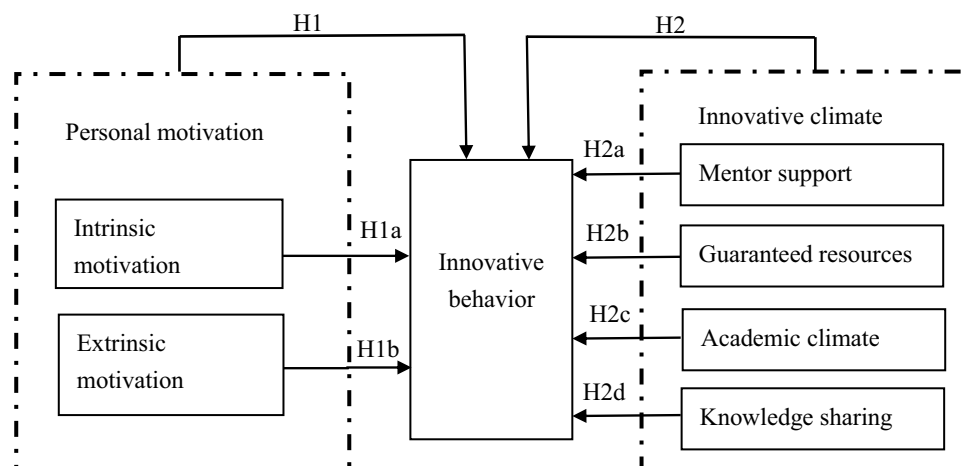 H1
H2
Personal motivation
Intrinsic
motivation
Extrinsic
motivation
H1a
H1b
Innovative
behavior
H2a
H2b
H2c
H2d
Innovative climate
Mentor support
Guaranteed resources
Academic climate
Knowledge sharing